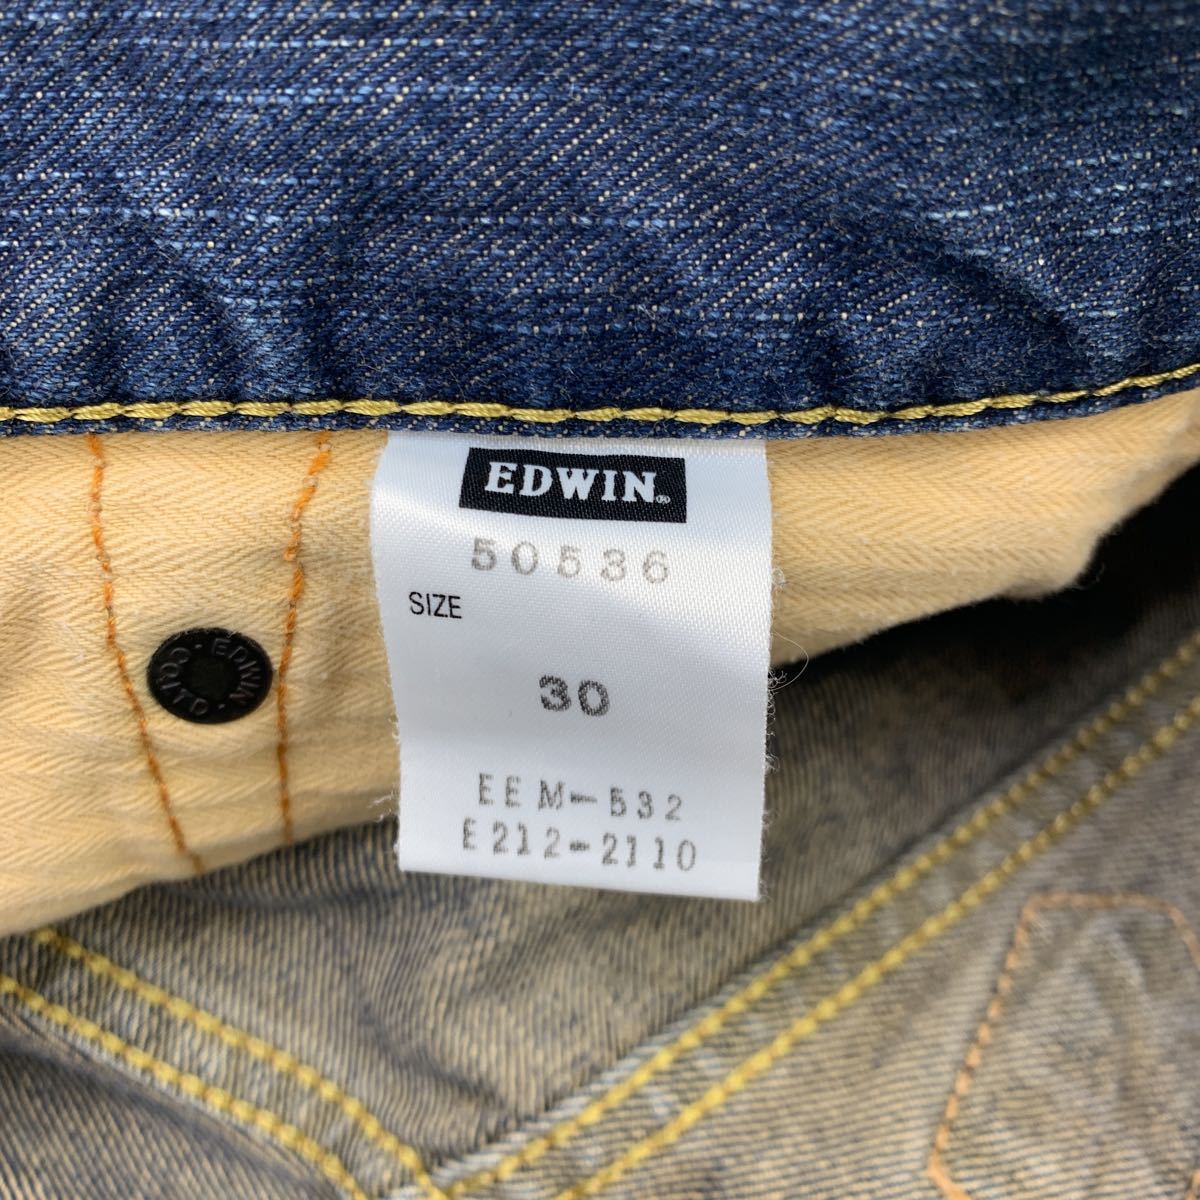 EDWIN®
50536
SIZE
30
EEM-532
E212-2110
EDWIN